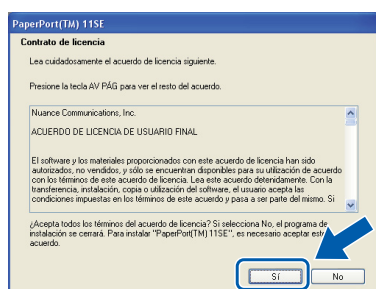 PaperPort(TM) 11SE
Contrato de licencia
Lea cuidadosamente el acuerdo de licencia siguiente.
Presione la tecla AV PÁG para ver el resto del acuerdo.
Nuance Communications, Inc.
ACUERDO DE LICENCIA DE USUARIO FINAL
El software y los materiales proporcionados con este acuerdo de licencia han sido
autorizados, no vendidos, y sólo se encuentran disponibles para su utilización de acuerdo
con los términos de este acuerdo de licencia. Lea este acuerdo detenidamente. Con la
transferencia, instalación, copia o utilización del software, el usuario acepta las
condiciones impuestas en los términos de este acuerdo y pasa a ser parte del mismo. Si
¿Acepta todos los términos del acuerdo de licencia? Si selecciona No, el programa de
instalación se cerrará. Para instalar "PaperPort(TM) 11SE", es necesario aceptar este
acuerdo.
Sí No